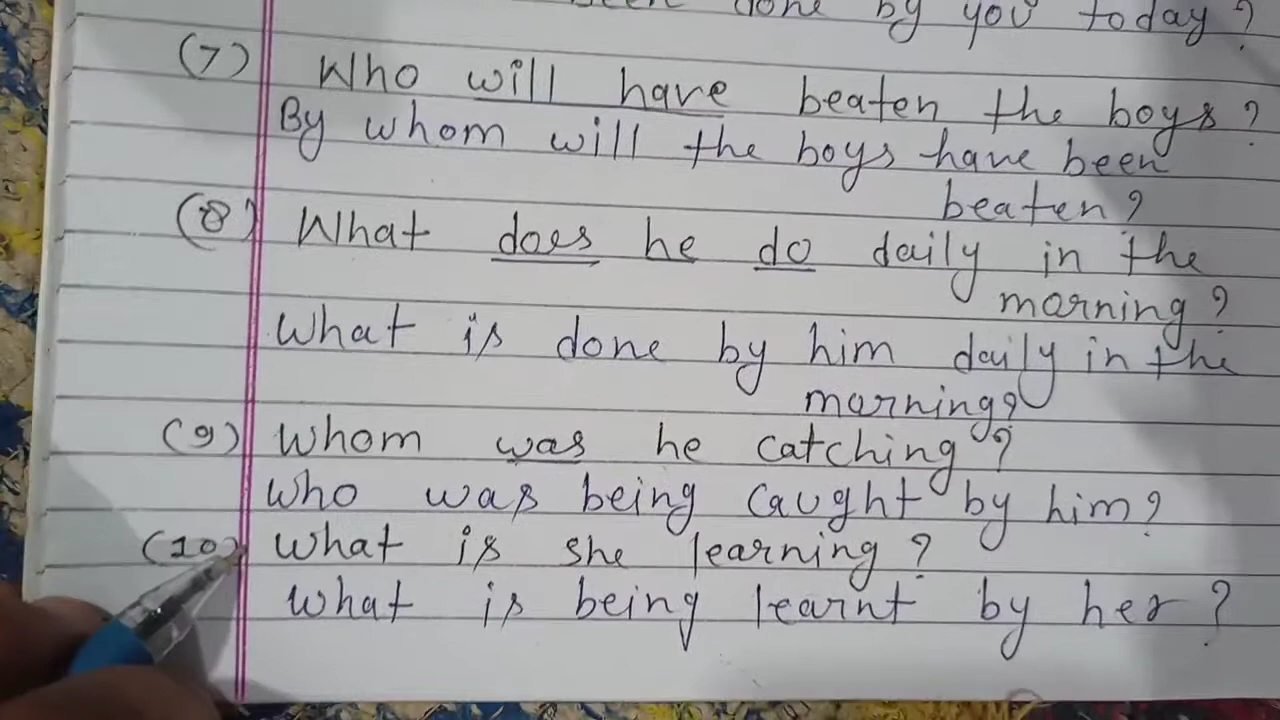 been done by you today?
(7) Who will have beaten the boys?
By whom will the boys have been
beaten?
(8) What does he do daily in the
morning?
What is done by him daily in the
morning?
(9) Whom was he catching?
Who was being caught by him?
(10) What is she learning?
What is being learnt by her?